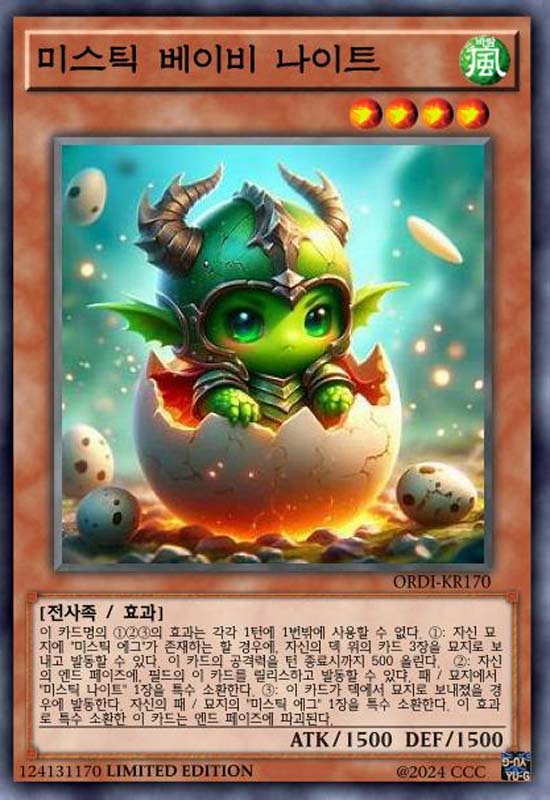 미스틱 베이비 나이트
바람
風
ORDI-KR170
[전사족 / 효과]
이 카드명의 ①②③의 효과는 각각 1턴에 1번밖에 사용할 수 없다. ①: 자신 묘
지에 "미스틱 에그"가 존재하는 할 경우에, 자신의 덱 위의 카드 3장을 묘지로 보
내고 발동할 수 있다. 이 카드의 공격력을 턴 종료시까지 500 올린다. ②: 자신
의 엔드 페이즈에, 필드의 이 카드를 릴리스하고 발동할 수 있다. 패 / 묘지에서
"미스틱 나이트" 1장을 특수 소환한다. ③: 이 카드가 덱에서 묘지로 보내졌을 경
우에 발동한다. 자신의 패 / 묘지의 "미스틱 에그" 1장을 특수 소환한다. 이 효과
로 특수 소환한 이 카드는 엔드 페이즈에 파괴된다.
ATK/1500 DEF/1500
124131170 LIMITED EDITION
@2024 CCC
YU-G